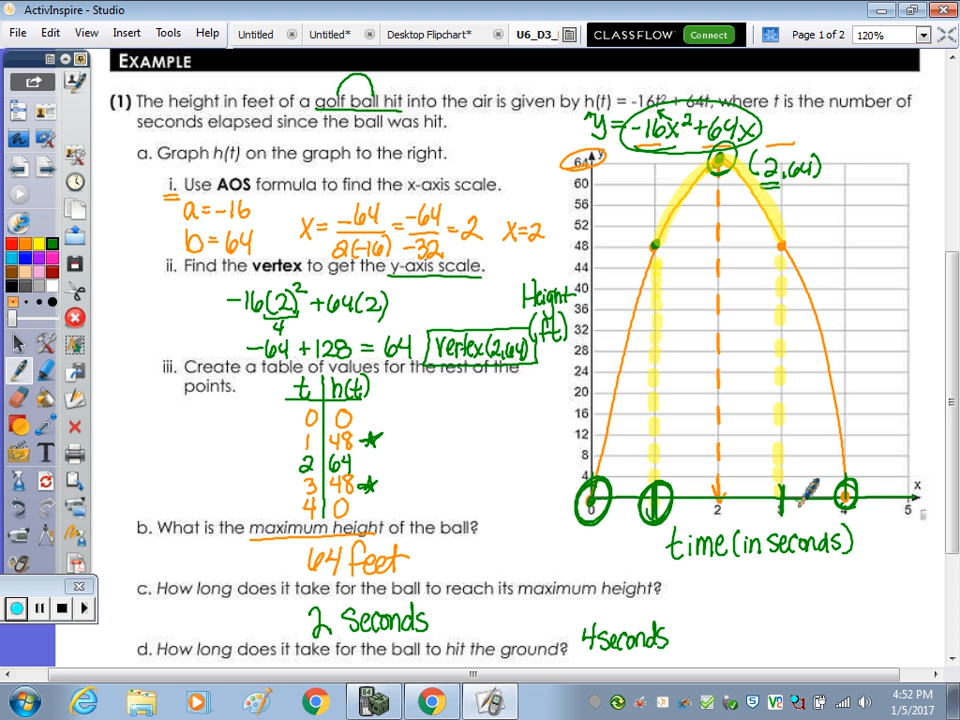 ActivInspire - Studio
File Edit View Insert Tools Help Untitled Untitled* Desktop Flipchart* U6_D3_ CLASSFLOW Connect Page 1 of 2 120%
EXAMPLE
(1) The height in feet of a golf ball hit into the air is given by h(t) = -16t² + 64t, where t is the number of
seconds elapsed since the ball was hit.
y = -16x² + 64x
a. Graph h(t) on the graph to the right.
i. Use AOS formula to find the x-axis scale.
a = -16
b = 64
x = -64/2(-16) = -64/-32 = 2 x = 2
ii. Find the vertex to get the y-axis scale.
-16(2)² + 64(2)
4
-64 + 128 = 64 vertex (2,64)
iii. Create a table of values for the rest of the
points.
t h(t)
0 0
1 48 ★
2 64
3 48 ★
4 0
y
(2,64)
64
60
56
52
48
44
40
36
32
28
24
20
16
12
8
4
x
0 2 4 5
Height
(ft)
time (in seconds)
b. What is the maximum height of the ball?
64 feet
c. How long does it take for the ball to reach its maximum height?
2 seconds
d. How long does it take for the ball to hit the ground? 4 seconds
4:52 PM
1/5/2017